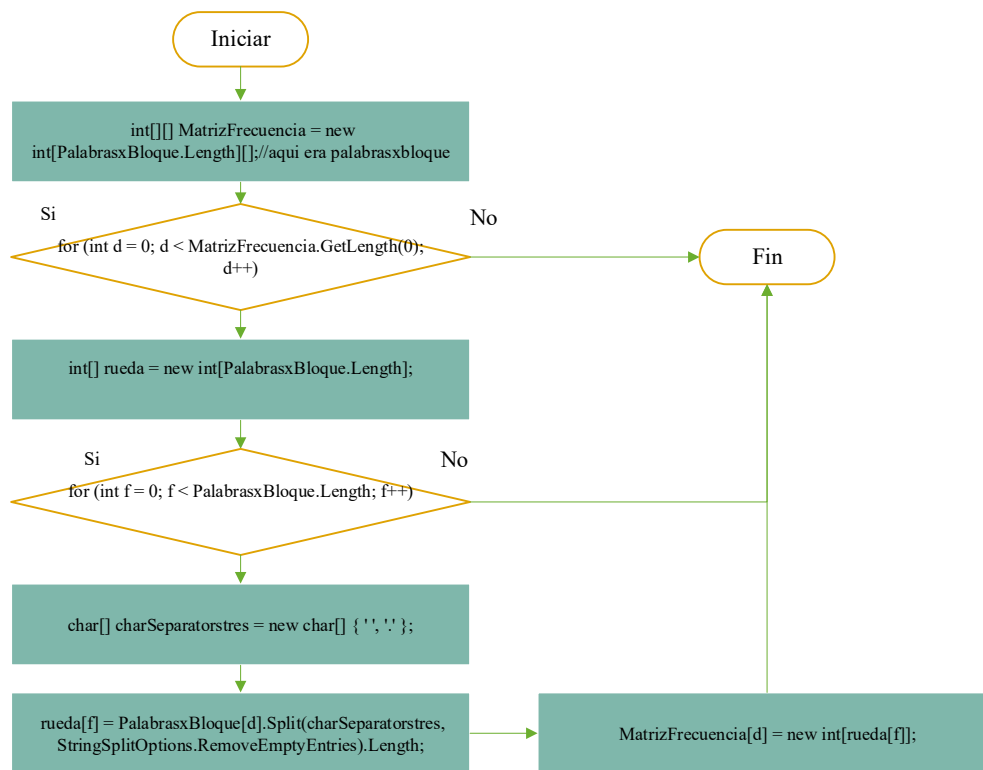 Iniciar
int[][] MatrizFrecuencia = new
int[PalabrasxBloque.Length][];//aqui era palabrasxbloque
Si
No
for (int d = 0; d < MatrizFrecuencia.GetLength(0);
d++)
Fin
int[] rueda = new int[PalabrasxBloque.Length];
Si
No
for (int f = 0; f < PalabrasxBloque.Length; f++)
char[] charSeparatorstres = new char[] { ' ', '.' };
rueda[f] = PalabrasxBloque[d].Split(charSeparatorstres,
StringSplitOptions.RemoveEmptyEntries).Length;
MatrizFrecuencia[d] = new int[rueda[f]];